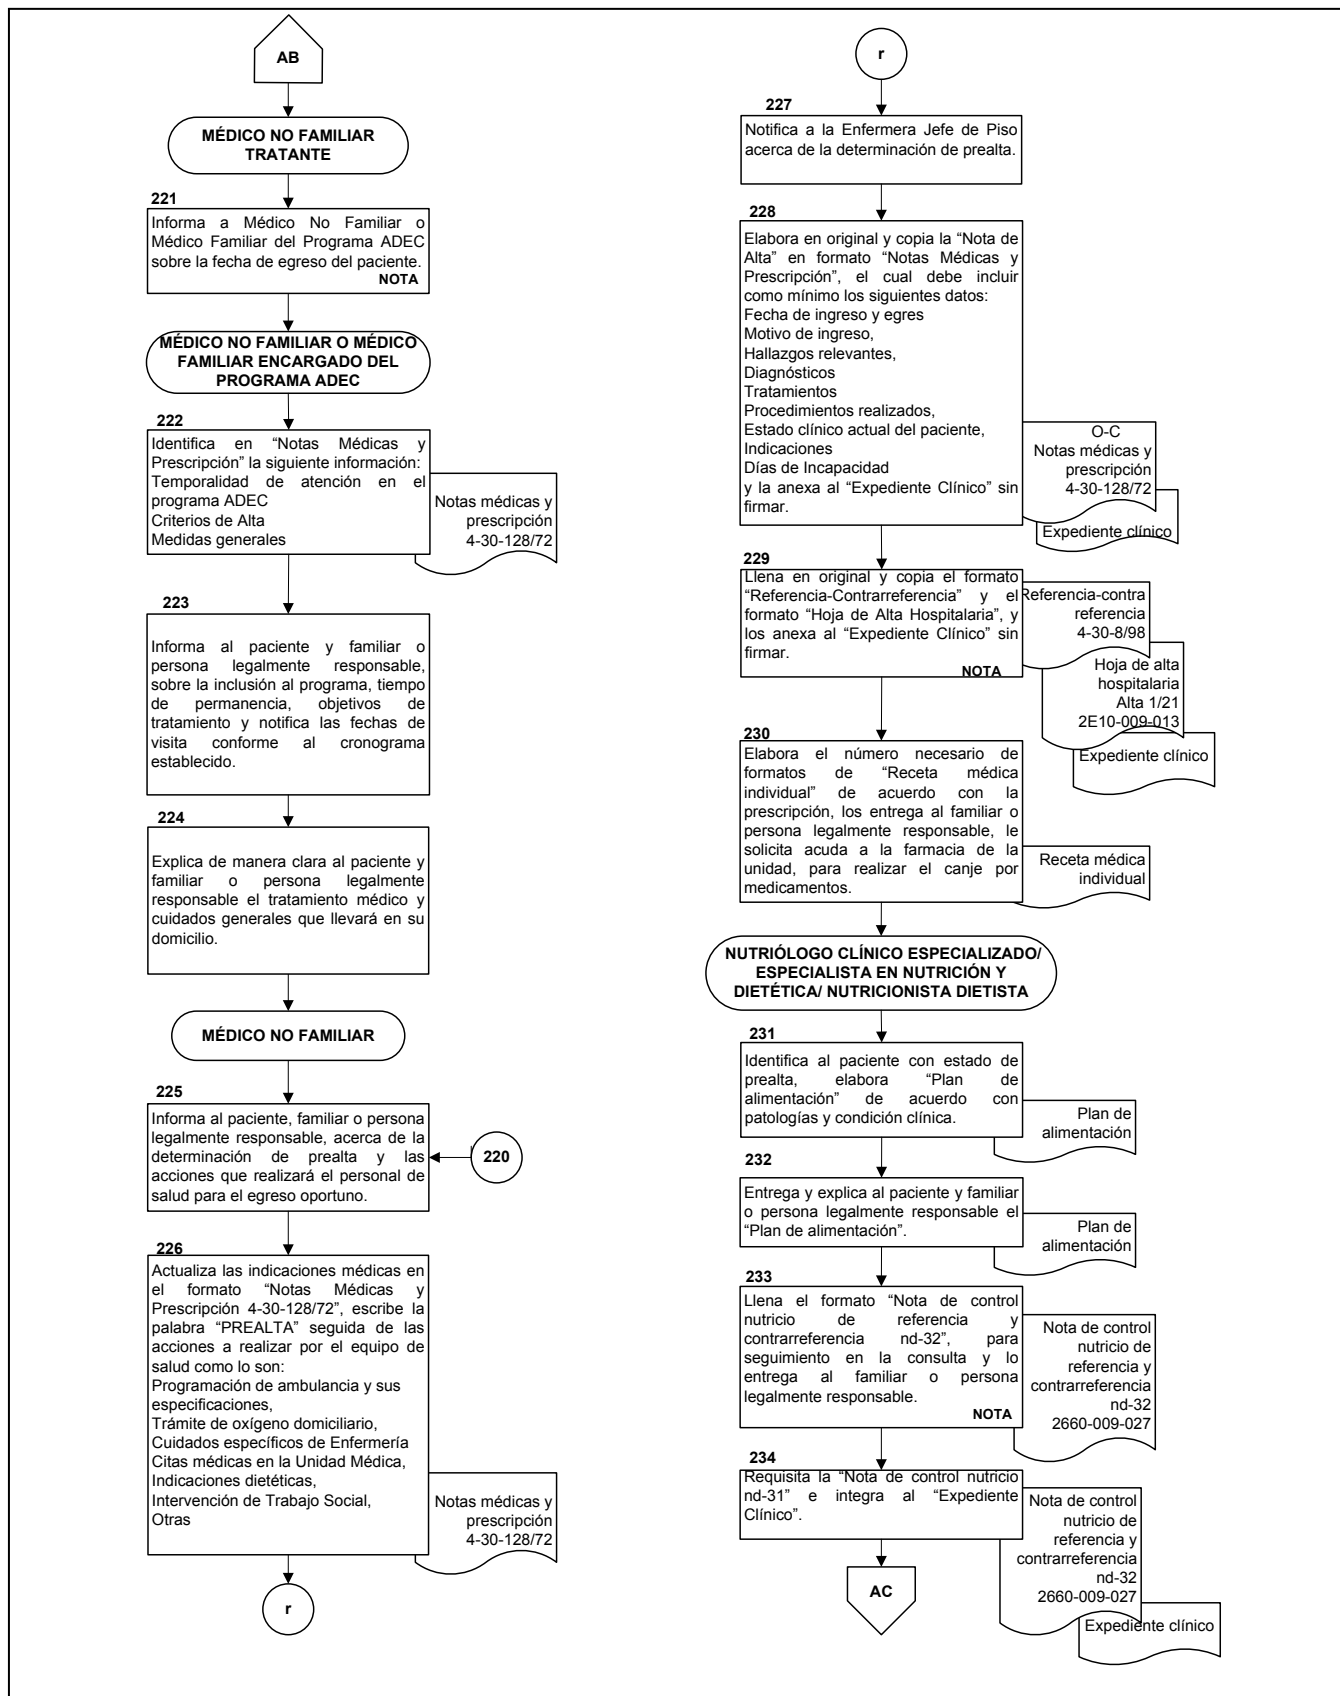 AB
MÉDICO NO FAMILIAR
TRATANTE
221
Informa a Médico No Familiar o
Médico Familiar del Programa ADEC
sobre la fecha de egreso del paciente.
NOTA
MÉDICO NO FAMILIAR O MÉDICO
FAMILIAR ENCARGADO DEL
PROGRAMA ADEC
222
Identifica en “Notas Médicas y
Prescripción” la siguiente información:
Temporalidad de atención en el
programa ADEC
Criterios de Alta
Medidas generales
Notas médicas y
prescripción
4-30-128/72
223
Informa al paciente y familiar o
persona legalmente responsable,
sobre la inclusión al programa, tiempo
de permanencia, objetivos de
tratamiento y notifica las fechas de
visita conforme al cronograma
establecido.
224
Explica de manera clara al paciente y
familiar o persona legalmente
responsable el tratamiento médico y
cuidados generales que llevará en su
domicilio.
MÉDICO NO FAMILIAR
225
Informa al paciente, familiar o persona
legalmente responsable, acerca de la
determinación de prealta y las
acciones que realizará el personal de
salud para el egreso oportuno.
220
226
Actualiza las indicaciones médicas en
el formato “Notas Médicas y
Prescripción 4-30-128/72”, escribe la
palabra “PREALTA” seguida de las
acciones a realizar por el equipo de
salud como lo son:
Programación de ambulancia y sus
especificaciones,
Trámite de oxígeno domiciliario,
Cuidados específicos de Enfermería
Citas médicas en la Unidad Médica,
Indicaciones dietéticas,
Intervención de Trabajo Social,
Otras
Notas médicas y
prescripción
4-30-128/72
r
r
227
Notifica a la Enfermera Jefe de Piso
acerca de la determinación de prealta.
228
Elabora en original y copia la “Nota de
Alta” en formato “Notas Médicas y
Prescripción”, el cual debe incluir
como mínimo los siguientes datos:
Fecha de ingreso y egres
Motivo de ingreso,
Hallazgos relevantes,
Diagnósticos
Tratamientos
Procedimientos realizados,
Estado clínico actual del paciente,
Indicaciones
Días de Incapacidad
y la anexa al “Expediente Clínico” sin
firmar.
O-C
Notas médicas y
prescripción
4-30-128/72
Expediente clínico
229
Llena en original y copia el formato
“Referencia-Contrarreferencia” y el
formato “Hoja de Alta Hospitalaria”, y
los anexa al “Expediente Clínico” sin
firmar.
NOTA
Referencia-contra
referencia
4-30-8/98
Hoja de alta
hospitalaria
Alta 1/21
2E10-009-013
Expediente clínico
230
Elabora el número necesario de
formatos de “Receta médica
individual” de acuerdo con la
prescripción, los entrega al familiar o
persona legalmente responsable, le
solicita acuda a la farmacia de la
unidad, para realizar el canje por
medicamentos.
Receta médica
individual
NUTRIÓLOGO CLÍNICO ESPECIALIZADO/
ESPECIALISTA EN NUTRICIÓN Y
DIETÉTICA/ NUTRICIONISTA DIETISTA
231
Identifica al paciente con estado de
prealta, elabora “Plan de
alimentación” de acuerdo con
patologías y condición clínica.
Plan de
alimentación
232
Entrega y explica al paciente y familiar
o persona legalmente responsable el
“Plan de alimentación”.
Plan de
alimentación
233
Llena el formato “Nota de control
nutricio de referencia y
contrarreferencia nd-32”, para
seguimiento en la consulta y lo
entrega al familiar o persona
legalmente responsable.
NOTA
Nota de control
nutricio de
referencia y
contrarreferencia
nd-32
2660-009-027
234
Requisita la “Nota de control nutricio
nd-31” e integra al “Expediente
Clínico”.
Nota de control
nutricio de
referencia y
contrarreferencia
nd-32
2660-009-027
Expediente clínico
AC